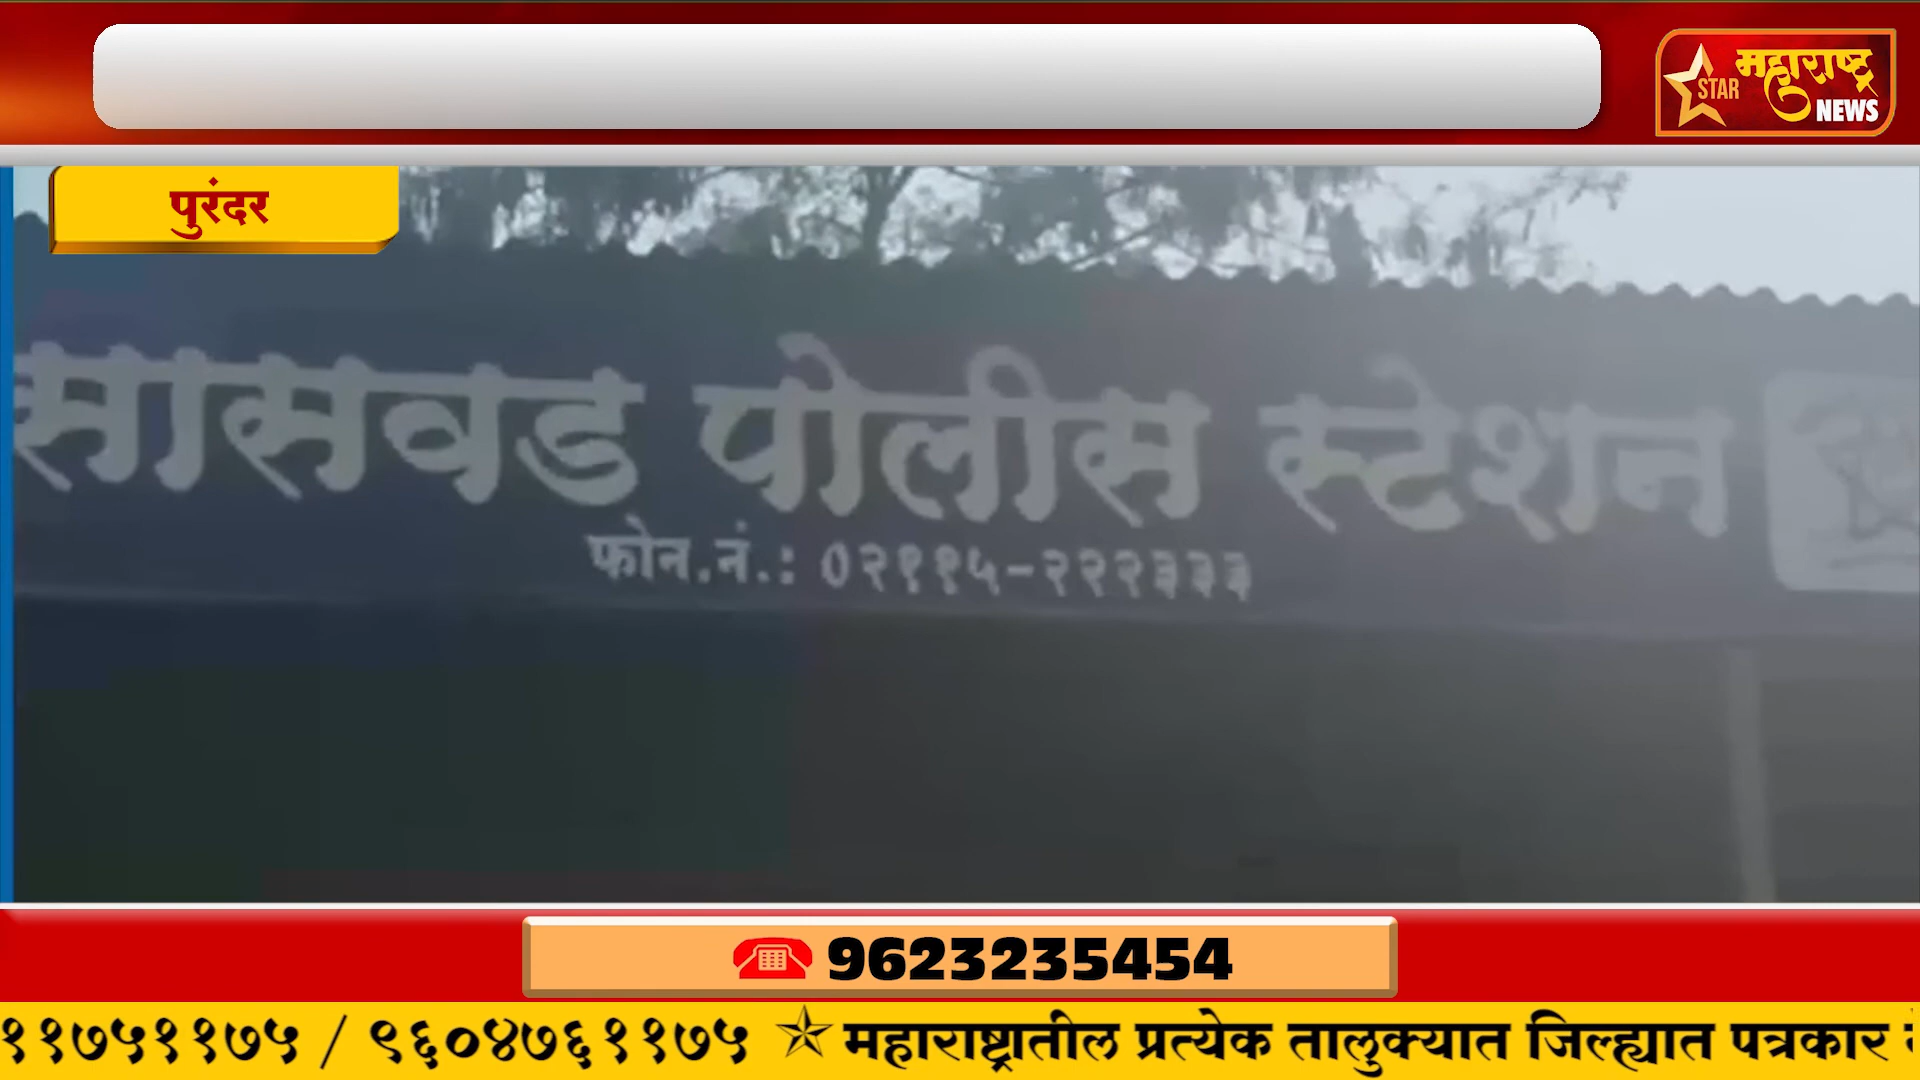 STAR महाराष्ट्र NEWS
पुरंदर
सासवड पोलीस स्टेशन
फोन.नं.: ०२११५-२२२३३३
9623235454
११७५११७५ / ९६०४७६११७५ महाराष्ट्रातील प्रत्येक तालुक्यात जिल्ह्यात पत्रकार